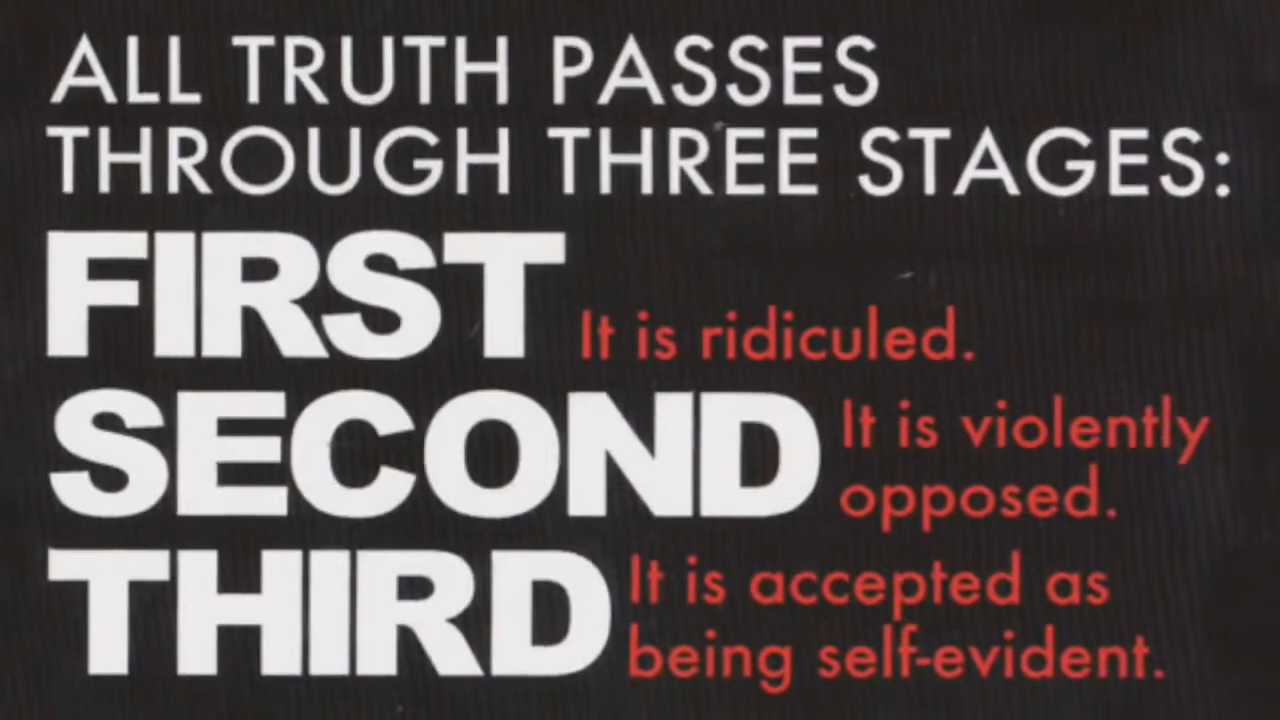 ALL TRUTH PASSES
THROUGH THREE STAGES:
FIRST It is ridiculed.
SECOND It is violently
opposed.
THIRD It is accepted as
being self-evident.